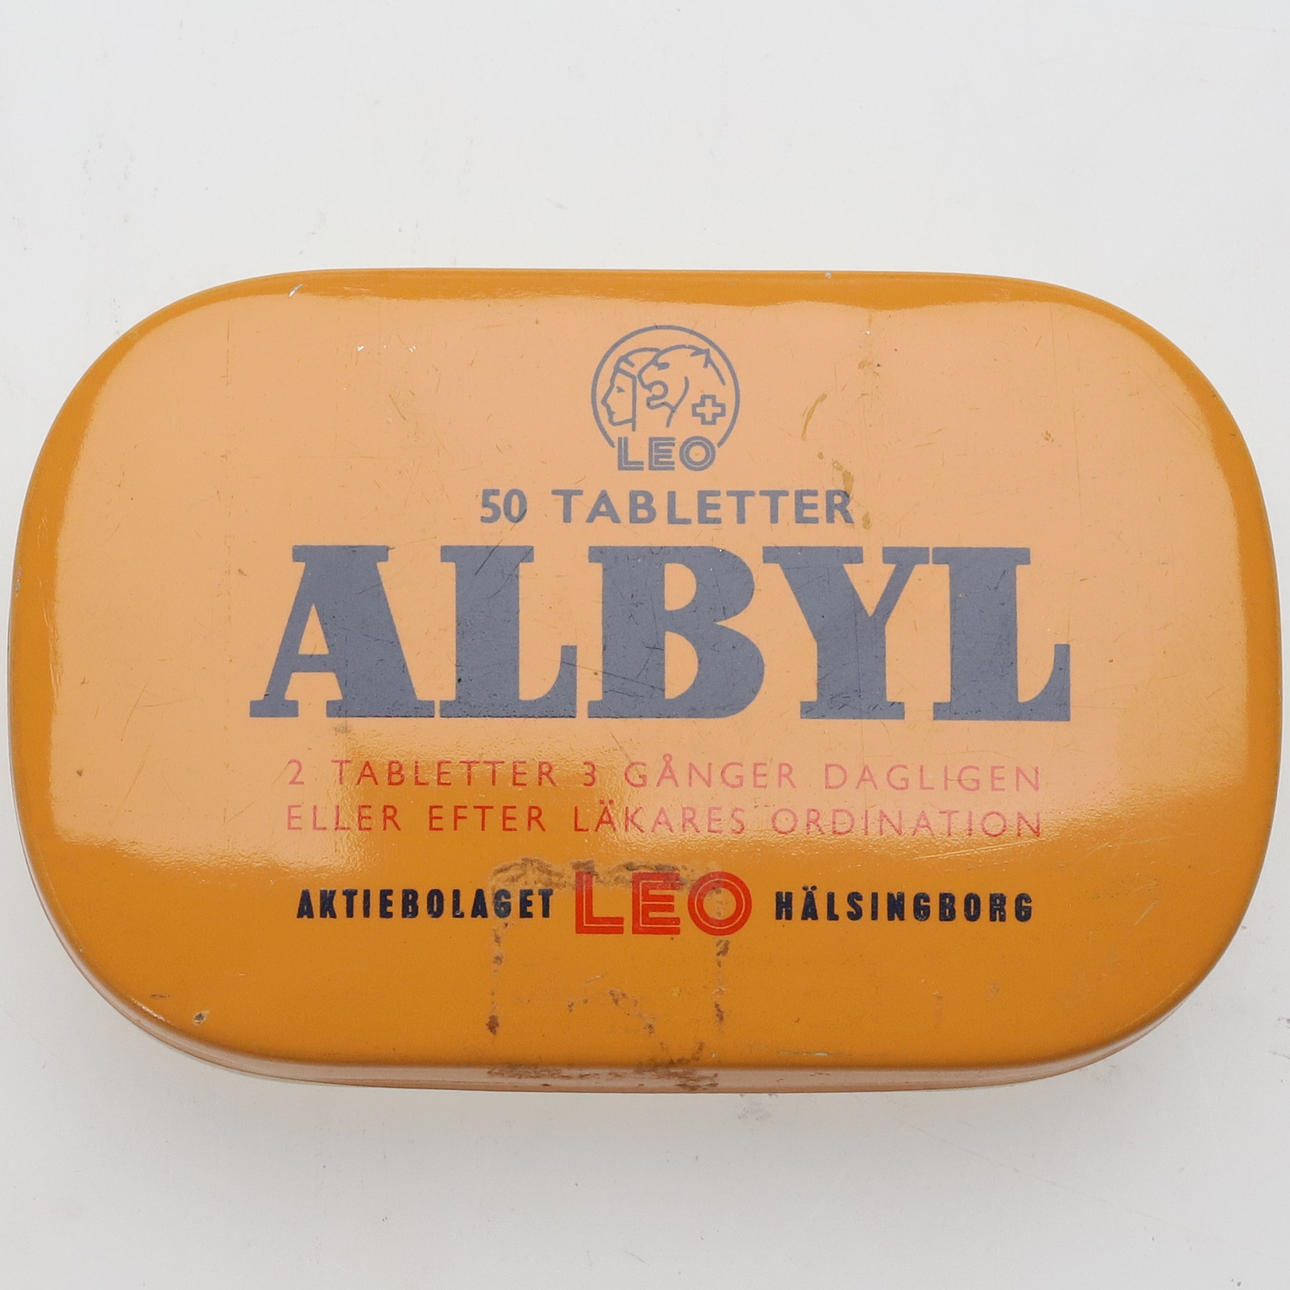 LEO
50 TABLETTER
ALBYL
2 TABLETTER 3 GÅNGER DAGLIGEN
ELLER EFTER LÄKARES ORDINATION
AKTIEBOLAGET LEO HÄLSINGBORG